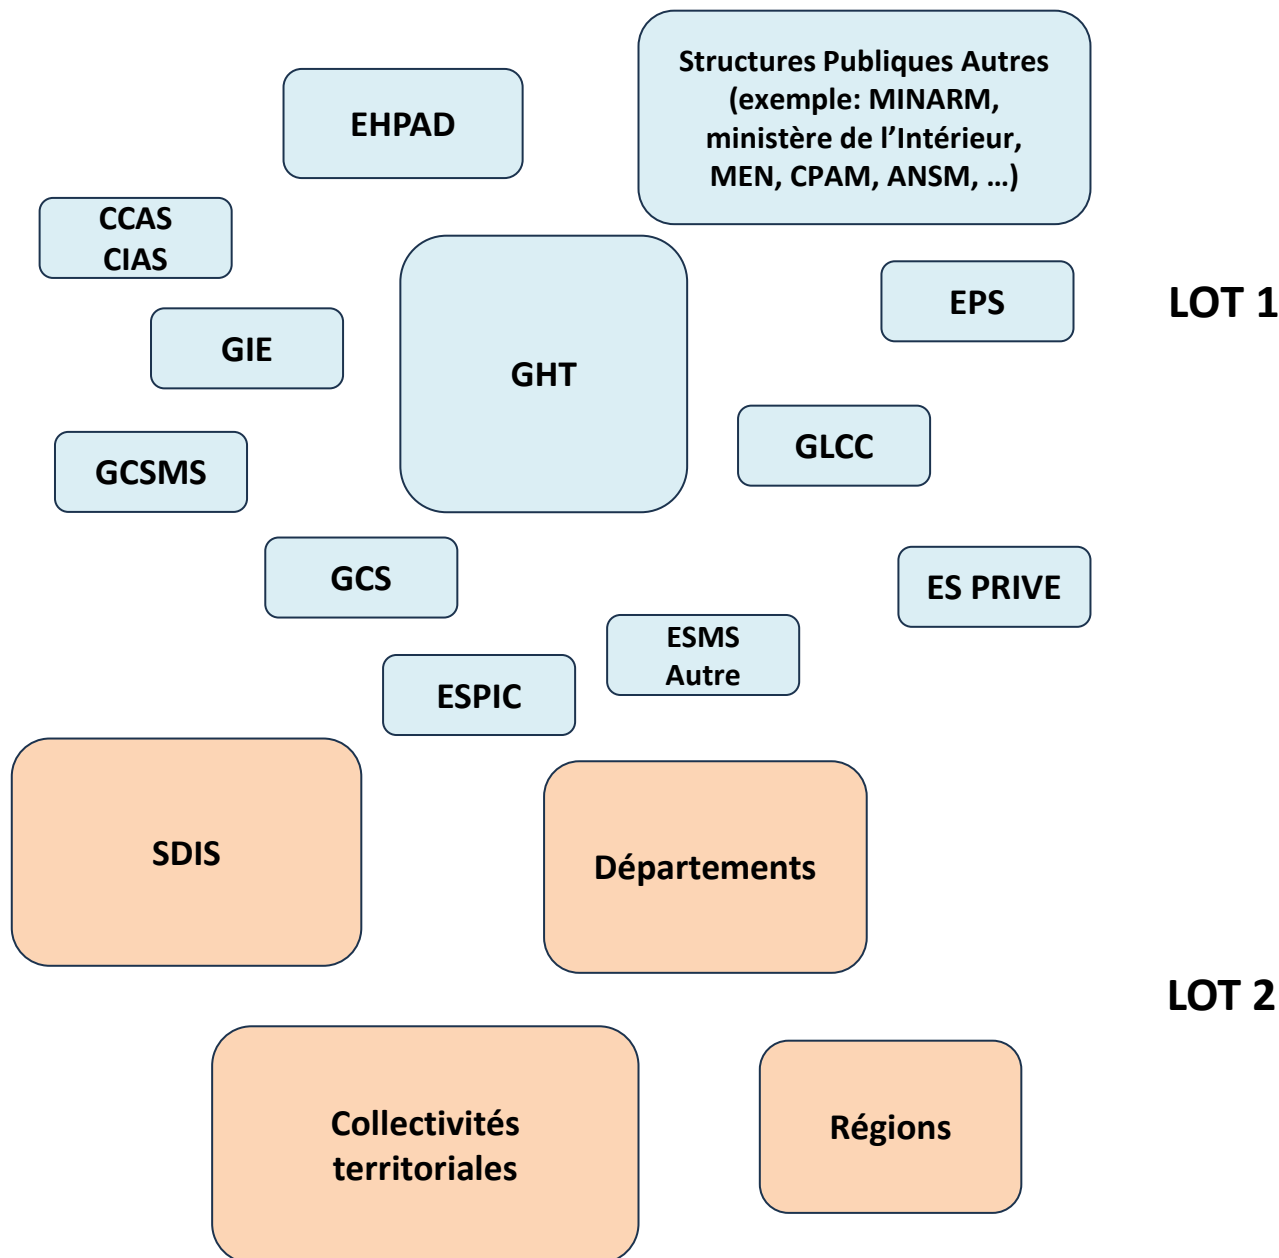 Structures Publiques Autres
(exemple: MINARM,
ministère de l’Intérieur,
MEN, CPAM, ANSM, …)
EHPAD
CCAS
CIAS
EPS
LOT 1
GIE
GHT
GLCC
GCSMS
GCS
ES PRIVE
ESMS
Autre
ESPIC
SDIS
Départements
LOT 2
Collectivités
territoriales
Régions